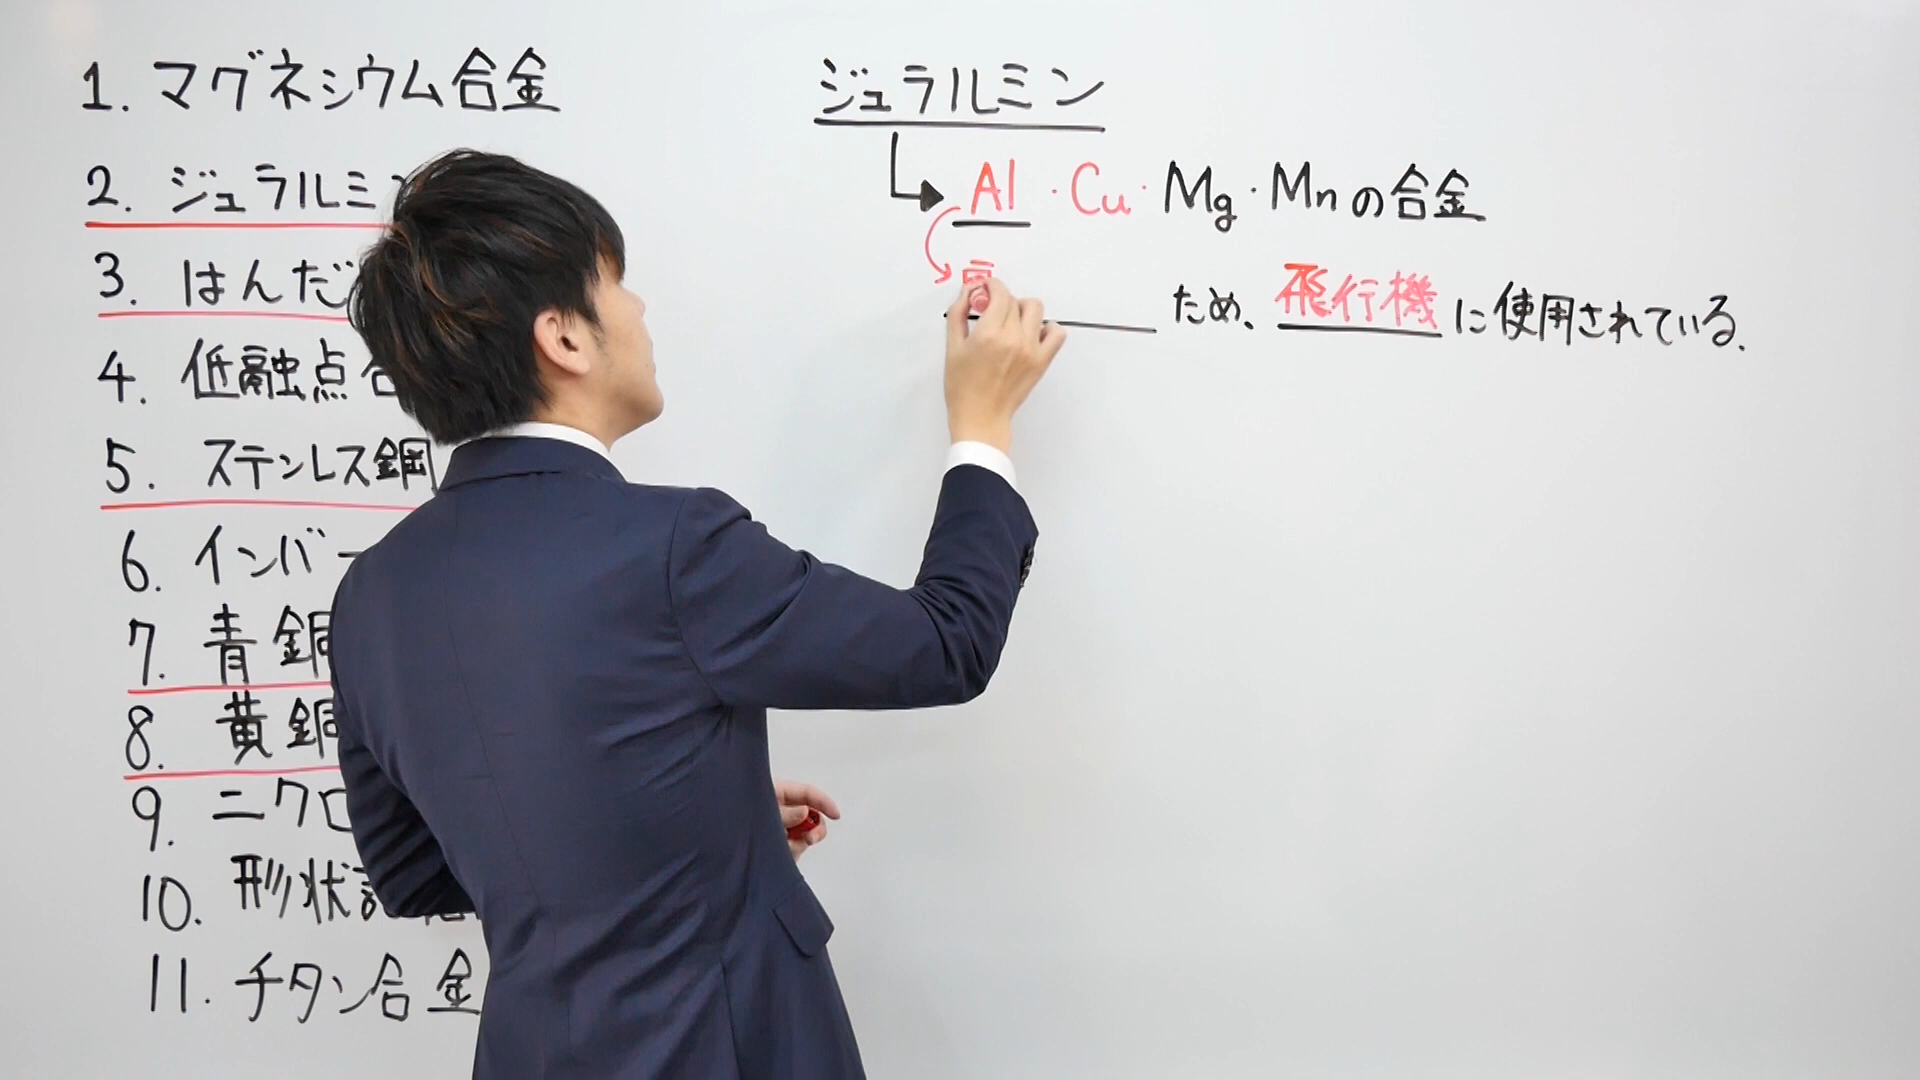 1. マグネシウム合金
2. ジュラルミン
3. はんだ
4. 低融点合
5. ステンレス鋼
6. インバー
7. 青銅
8. 黄銅
9. ニクロ
10. 形状記憶
11. チタン合金
ジュラルミン
Al・Cu・Mg・Mnの合金
ため、飛行機に使用されている.